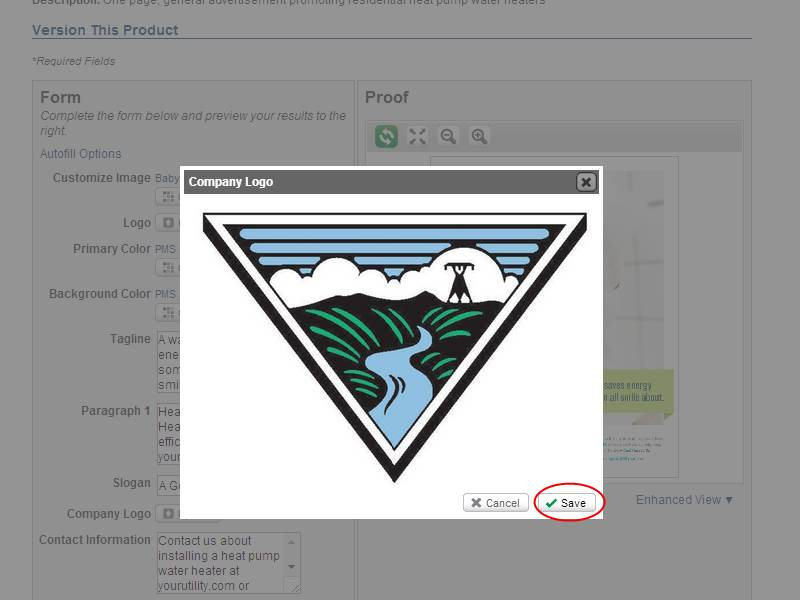 Description: One page, general advertisement promoting residential heat pump water heaters
Version This Product
*Required Fields
Form
Complete the form below and preview your results to the
right.
Autofill Options
Customize Image Baby
Logo
Primary Color PMS
Background Color PMS
Tagline A wa
ene
som
smi
Paragraph 1 Hea
Hea
effic
your
Slogan A Go
Company Logo
Contact Information Contact us about
installing a heat pump
water heater at
yourutility.com or
Proof
saves energy
n all smile about.
Enhanced View ▼
Company Logo
Cancel Save